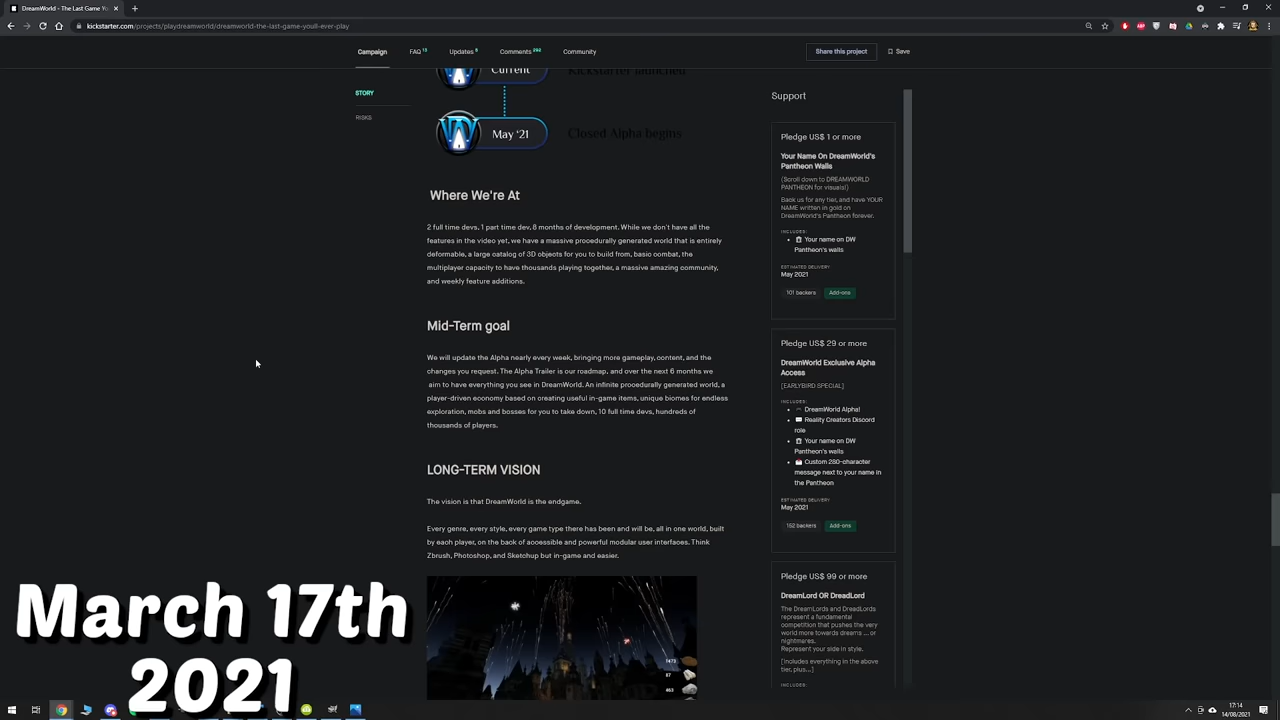 DreamWorld - The Last Game Yo
kickstarter.com/projects/playdreamworld/dreamworld-the-last-game-youll-ever-play
Campaign
FAQ 13
Updates 8
Comments 294
Community
Share this project
Save
STORY
RISKS
Current
Kickstarter launched
May '21
Closed Alpha begins
Where We're At
2 full time devs, 1 part time dev, 8 months of development. While we don't have all the
features in the video yet, we have a massive procedurally generated world that is entirely
deformable, a large catalog of 3D objects for you to build from, basic combat, the
multiplayer capacity to have thousands playing together, a massive amazing community,
and weekly feature additions.
Mid-Term goal
We will update the Alpha nearly every week, bringing more gameplay, content, and the
changes you request. The Alpha Trailer is our roadmap, and over the next 6 months we
aim to have everything you see in DreamWorld. An infinite procedurally generated world, a
player-driven economy based on creating useful in-game items, unique biomes for endless
exploration, mobs and bosses for you to take down, 10 full time devs, hundreds of
thousands of players.
LONG-TERM VISION
The vision is that DreamWorld is the endgame.
Every genre, every style, every game type there has been and will be, all in one world, built
by each player, on the back of accessible and powerful modular user interfaces. Think
Zbrush, Photoshop, and Sketchup but in-game and easier.
1473
87
463
Support
Pledge US$ 1 or more
Your Name On DreamWorld's
Pantheon Walls
(Scroll down to DREAMWORLD
PANTHEON for visuals!)
Back us for any tier, and have YOUR
NAME written in gold on
DreamWorld's Pantheon forever.
INCLUDES:
Your name on DW
Pantheon's walls
ESTIMATED DELIVERY
May 2021
101 backers
Add-ons
Pledge US$ 29 or more
DreamWorld Exclusive Alpha
Access
[EARLYBIRD SPECIAL]
INCLUDES:
DreamWorld Alpha!
Reality Creators Discord
role
Your name on DW
Pantheon's walls
Custom 280-character
message next to your name in
the Pantheon
ESTIMATED DELIVERY
May 2021
152 backers
Add-ons
Pledge US$ 99 or more
DreamLord OR DreadLord
The DreamLords and DreadLords
represent a fundamental
competition that pushes the very
world more towards dreams ... or
nightmares.
Represent your side in style.
[Includes everything in the above
tier, plus...]
INCLUDES:
March 17th
2021
17:14
14/08/2021